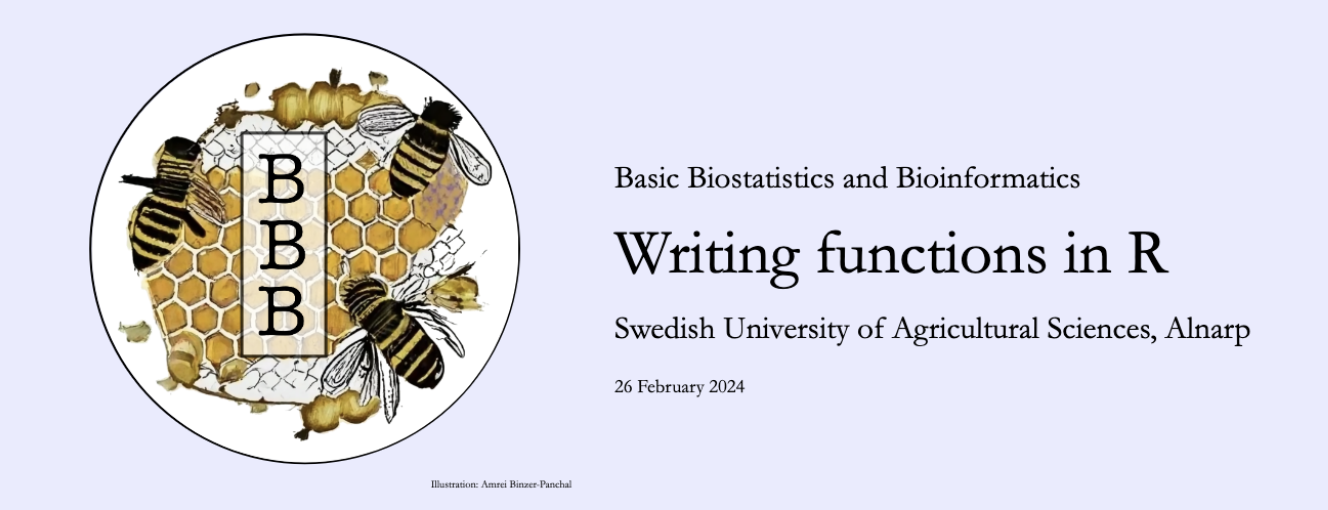 B
B
B
Basic Biostatistics and Bioinformatics
Writing functions in R
Swedish University of Agricultural Sciences, Alnarp
26 February 2024
Illustration: Amrei Binzer-Panchal